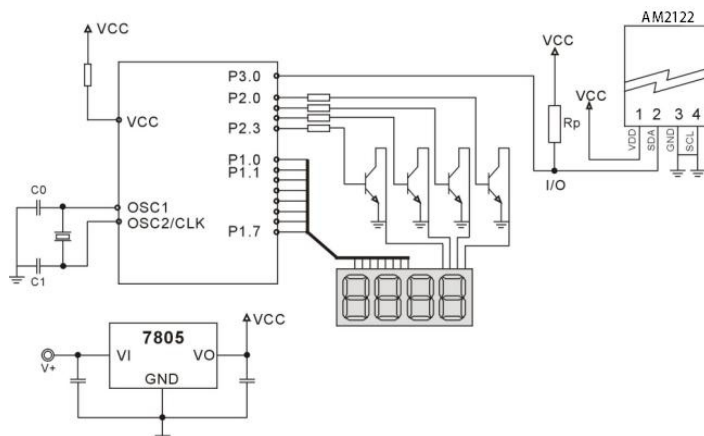 AM2122
VCC
VCC
P3.0
P2.0
VCC
Rp
1 2 3 4
VCC
P2.3
VDD
SDA
GND
SCL
P1.0
P1.1
I/O
C0
OSC1
OSC2/CLK
P1.7
C1
VCC
7805
VI VO
V+
GND